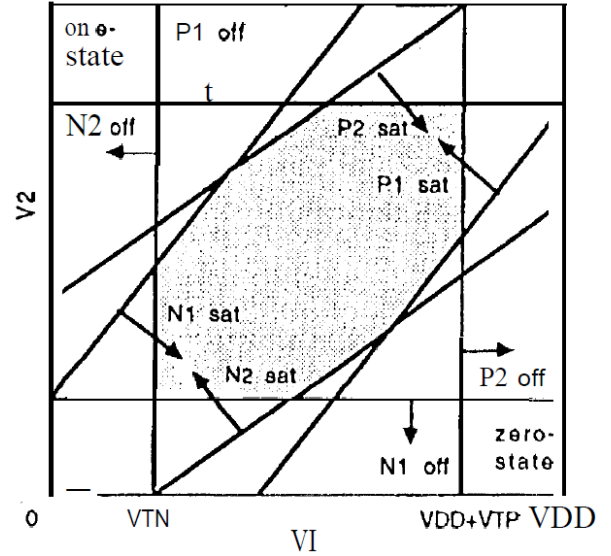 on e-
state
P1 off
t
N2 off
P2 sat
P1 sat
V2
N1 sat
N2 sat
P2 off
N1 off
zero-
state
0
VTN
VDD+VTP
VDD
VI